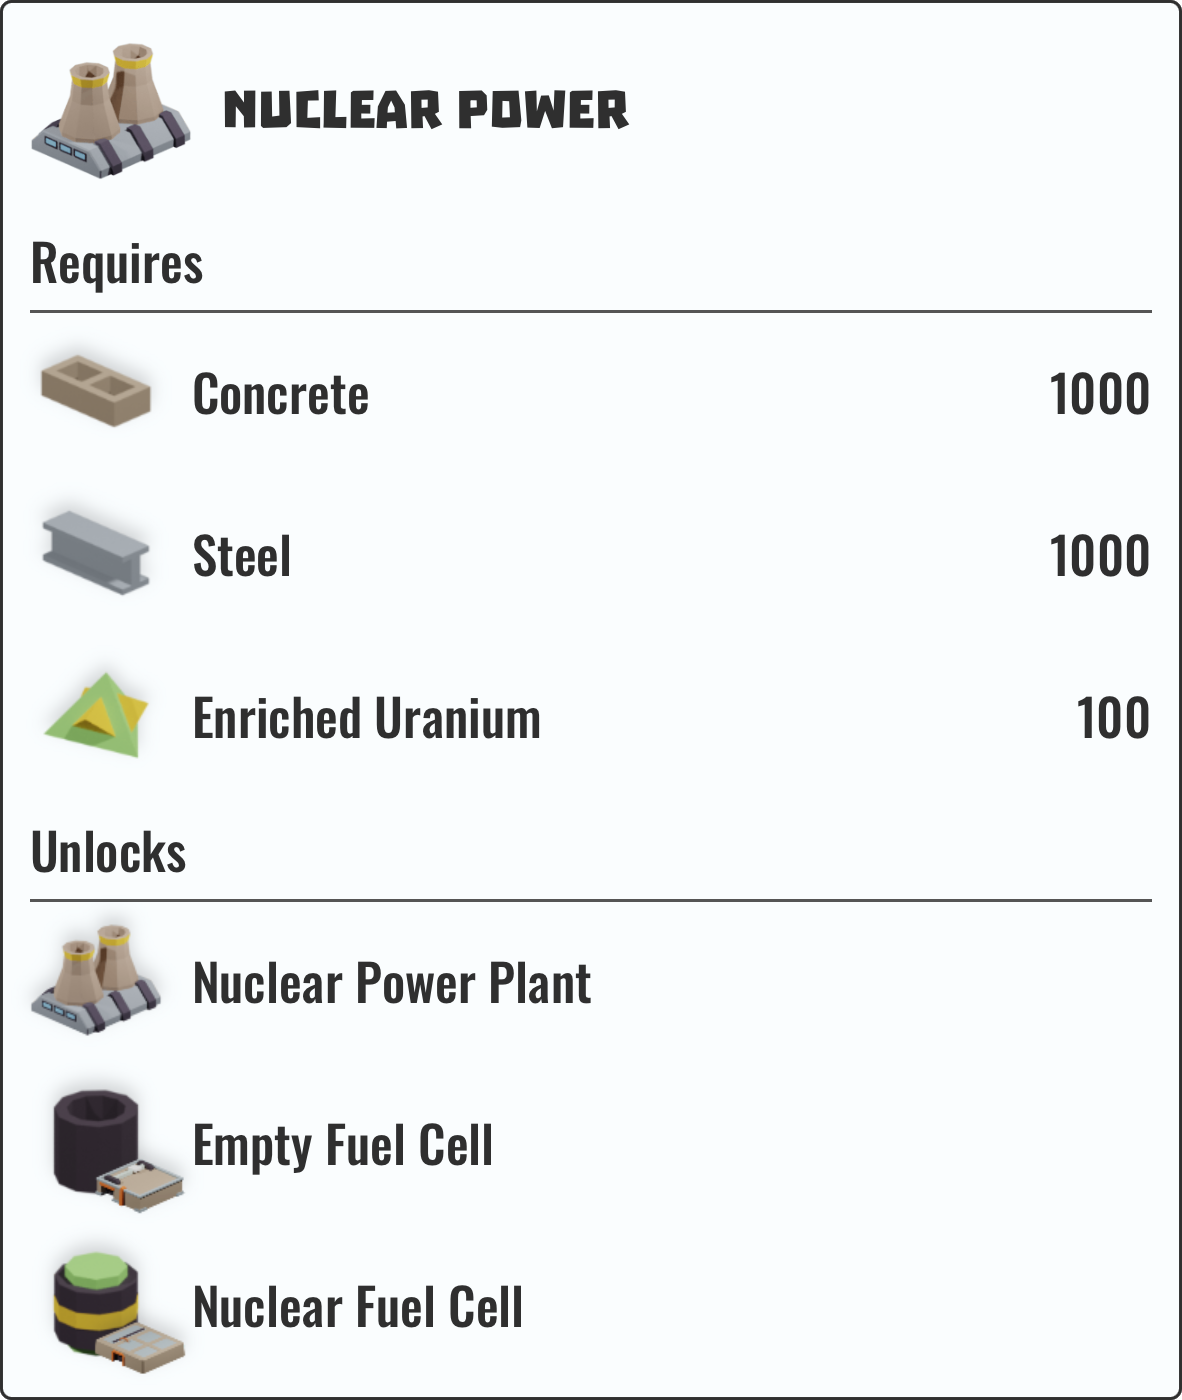 NUCLEAR POWER
Requires
Concrete 1000
Steel 1000
Enriched Uranium 100
Unlocks
Nuclear Power Plant
Empty Fuel Cell
Nuclear Fuel Cell